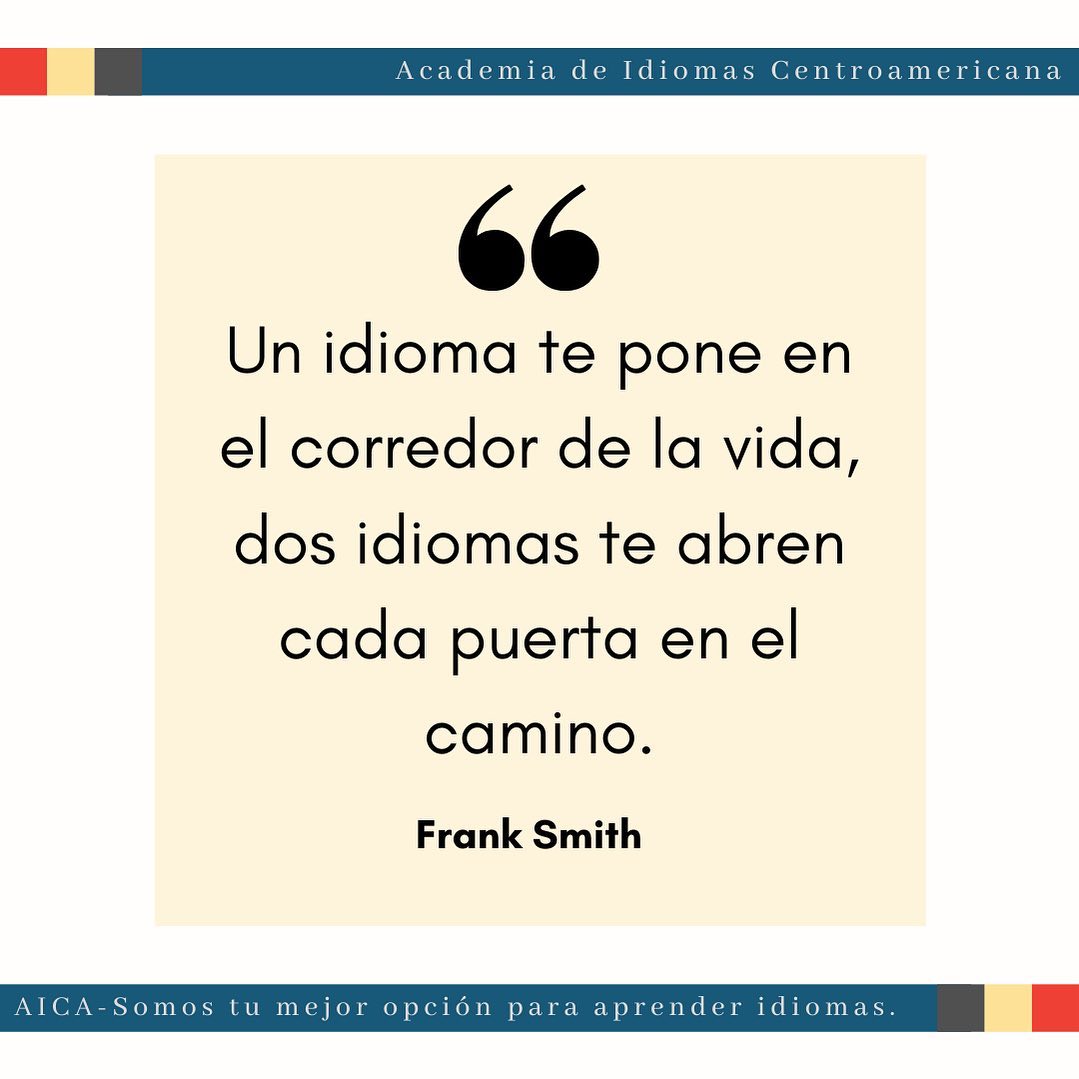 Academia de Idiomas Centroamericana
“
Un idioma te pone en
el corredor de la vida,
dos idiomas te abren
cada puerta en el
camino.
Frank Smith
AICA-Somos tu mejor opción para aprender idiomas.